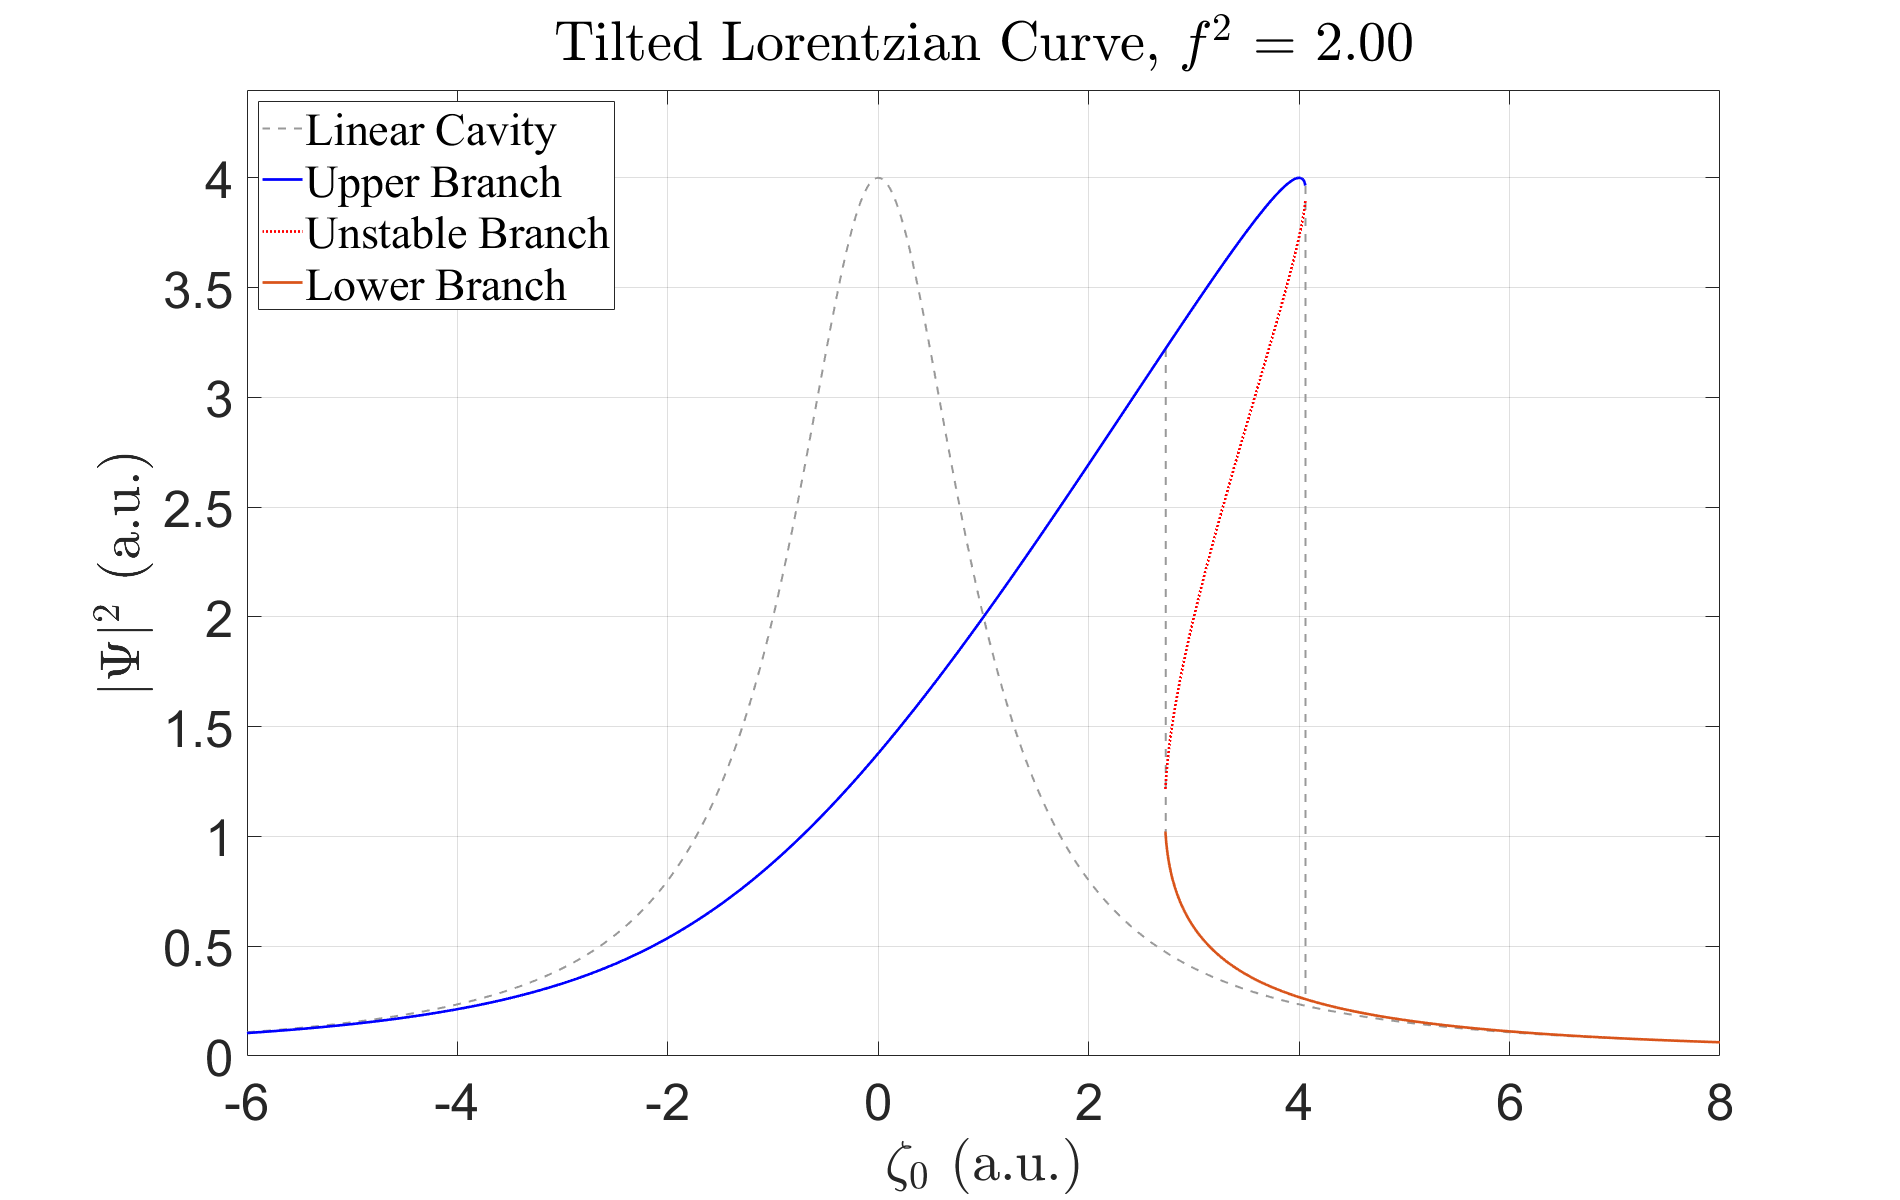 Tilted Lorentzian Curve, f² = 2.00
Linear Cavity
Upper Branch
Unstable Branch
Lower Branch
4
3.5
3
2.5
2
1.5
1
0.5
0
|Ψ|² (a.u.)
-6 -4 -2 0 2 4 6 8
ζ₀ (a.u.)